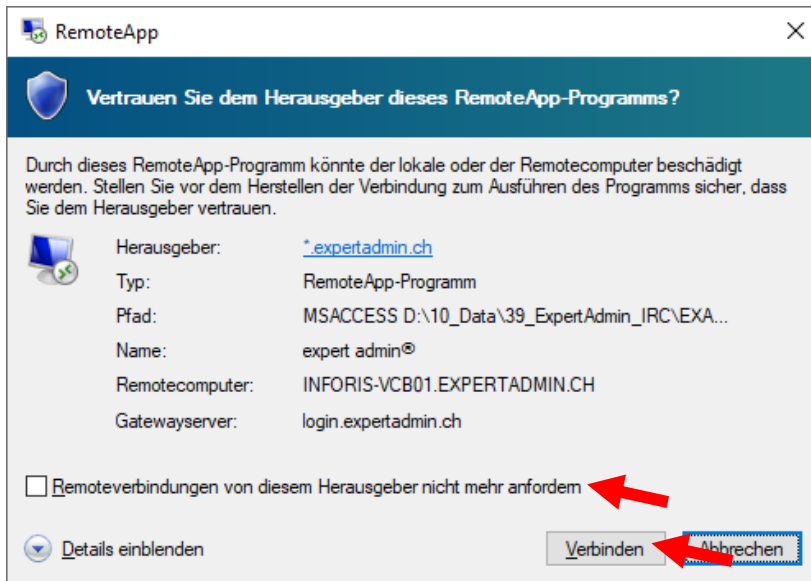 RemoteApp
Vertrauen Sie dem Herausgeber dieses RemoteApp-Programms?
Durch dieses RemoteApp-Programm könnte der lokale oder der Remotecomputer beschädigt
werden. Stellen Sie vor dem Herstellen der Verbindung zum Ausführen des Programms sicher, dass
Sie dem Herausgeber vertrauen.
Herausgeber: *.expertadmin.ch
Typ: RemoteApp-Programm
Pfad: MSACCESS D:\10_Data\39_ExpertAdmin_IRC\EXA...
Name: expert admin®
Remotecomputer: INFORIS-VCB01.EXPERTADMIN.CH
Gatewayserver: login.expertadmin.ch
Remoteverbindungen von diesem Herausgeber nicht mehr anfordern
Details einblenden Verbinden Abbrechen